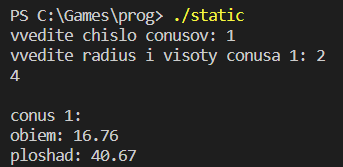 PS C:\Games\prog> ./static
vvedite chislo conusov: 1
vvedite radius i visoty conusa 1: 2
4
conus 1:
obiem: 16.76
ploshad: 40.67